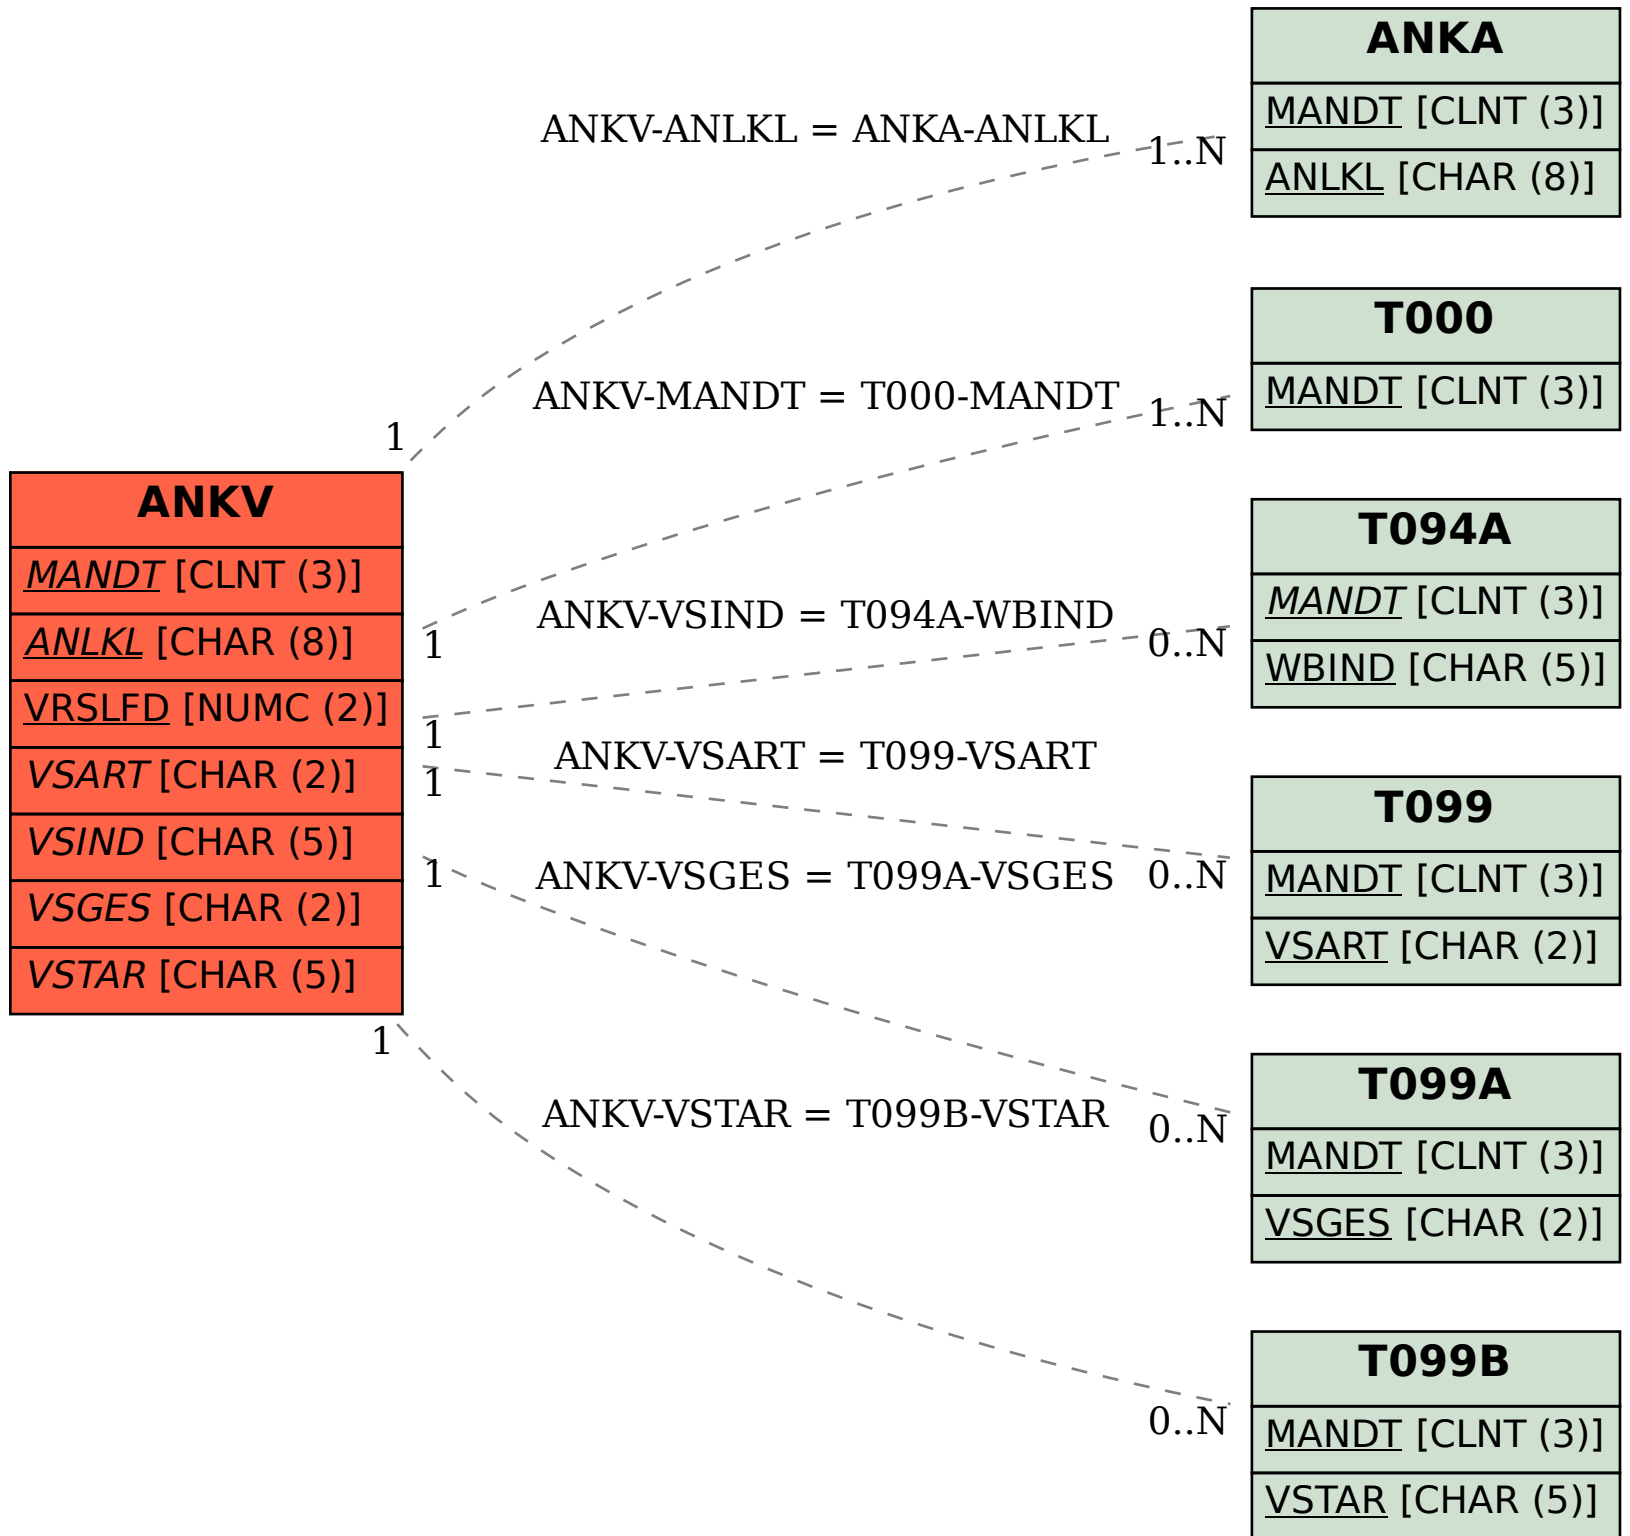 ANKA
MANDT [CLNT (3)]
ANLKL [CHAR (8)]
ANKV-ANLKL = ANKA-ANLKL
1..N
1
T000
MANDT [CLNT (3)]
ANKV-MANDT = T000-MANDT
1..N
1
ANKV
MANDT [CLNT (3)]
ANLKL [CHAR (8)]
VRSLFD [NUMC (2)]
VSART [CHAR (2)]
VSIND [CHAR (5)]
VSGES [CHAR (2)]
VSTAR [CHAR (5)]
T094A
MANDT [CLNT (3)]
WBIND [CHAR (5)]
ANKV-VSIND = T094A-WBIND
0..N
1
ANKV-VSART = T099-VSART
1
0..N
T099
MANDT [CLNT (3)]
VSART [CHAR (2)]
ANKV-VSGES = T099A-VSGES
1
0..N
T099A
MANDT [CLNT (3)]
VSGES [CHAR (2)]
1
ANKV-VSTAR = T099B-VSTAR
0..N
T099B
MANDT [CLNT (3)]
VSTAR [CHAR (5)]